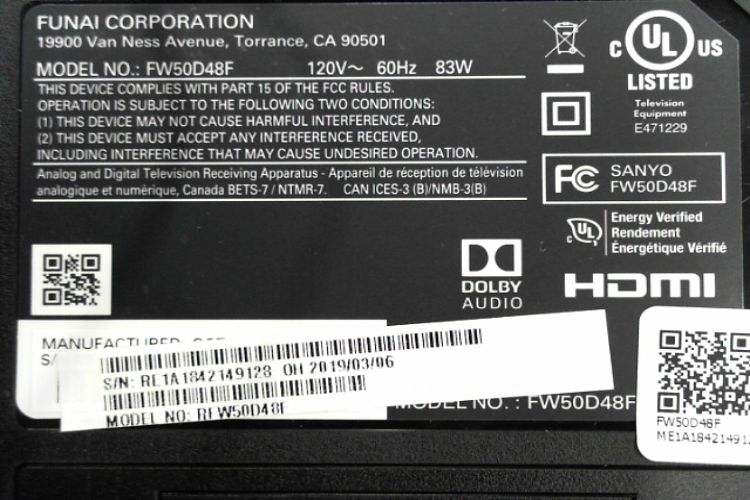 FUNAI CORPORATION
19900 Van Ness Avenue, Torrance, CA 90501
MODEL NO.: FW50D48F 120V~ 60Hz 83W
THIS DEVICE COMPLIES WITH PART 15 OF THE FCC RULES.
OPERATION IS SUBJECT TO THE FOLLOWING TWO CONDITIONS:
(1) THIS DEVICE MAY NOT CAUSE HARMFUL INTERFERENCE, AND
(2) THIS DEVICE MUST ACCEPT ANY INTERFERENCE RECEIVED,
INCLUDING INTERFERENCE THAT MAY CAUSE UNDESIRED OPERATION.
Analog and Digital Television Receiving Apparatus - Appareil de réception de télévision
analogique et numérique, Canada BETS-7 / NTMR-7. CAN ICES-3 (B)/NMB-3(B)
C UL US
LISTED
Television
Equipment
E471229
FC SANYO
FW50D48F
C UL
Energy Verified
Rendement
Énergétique Vérifié
DOLBY
AUDIO
HDMI
MANUFACTURED
S/
S/N: RE1A1842149128 OH 2019/03/06
MODEL NO: RFW50D48F
MODEL NO. : FW50D48F
FW50D48F
ME1A184214912